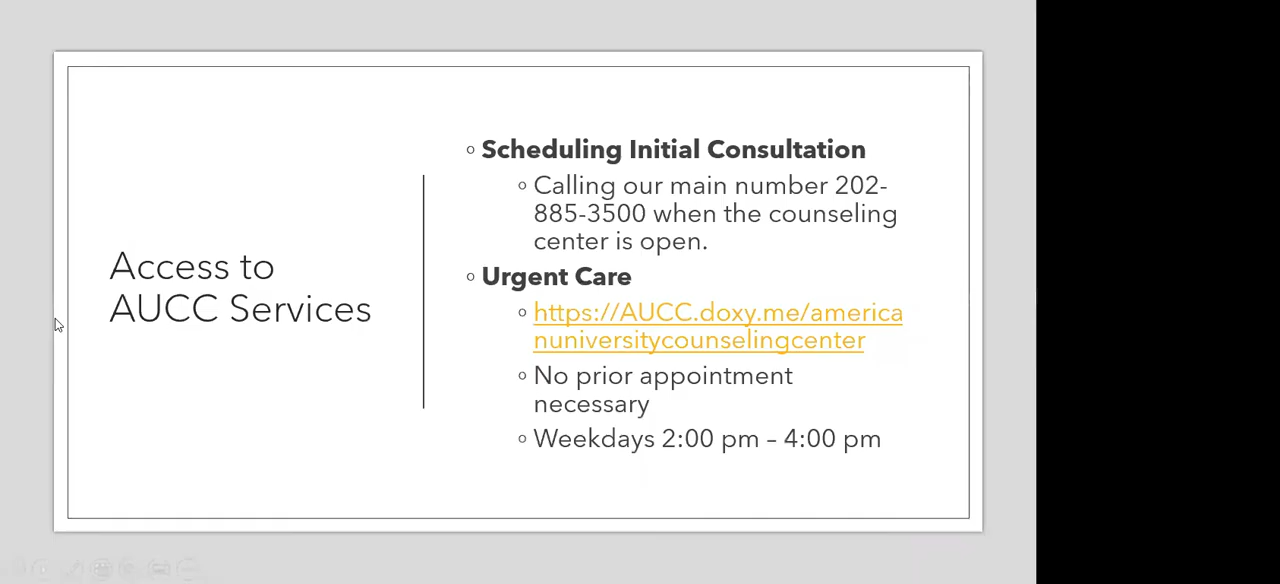 Access to
AUCC Services
Scheduling Initial Consultation
Calling our main number 202-
885-3500 when the counseling
center is open.
Urgent Care
https://AUCC.doxy.me/america
nuniversitycounselingcenter
No prior appointment
necessary
Weekdays 2:00 pm – 4:00 pm